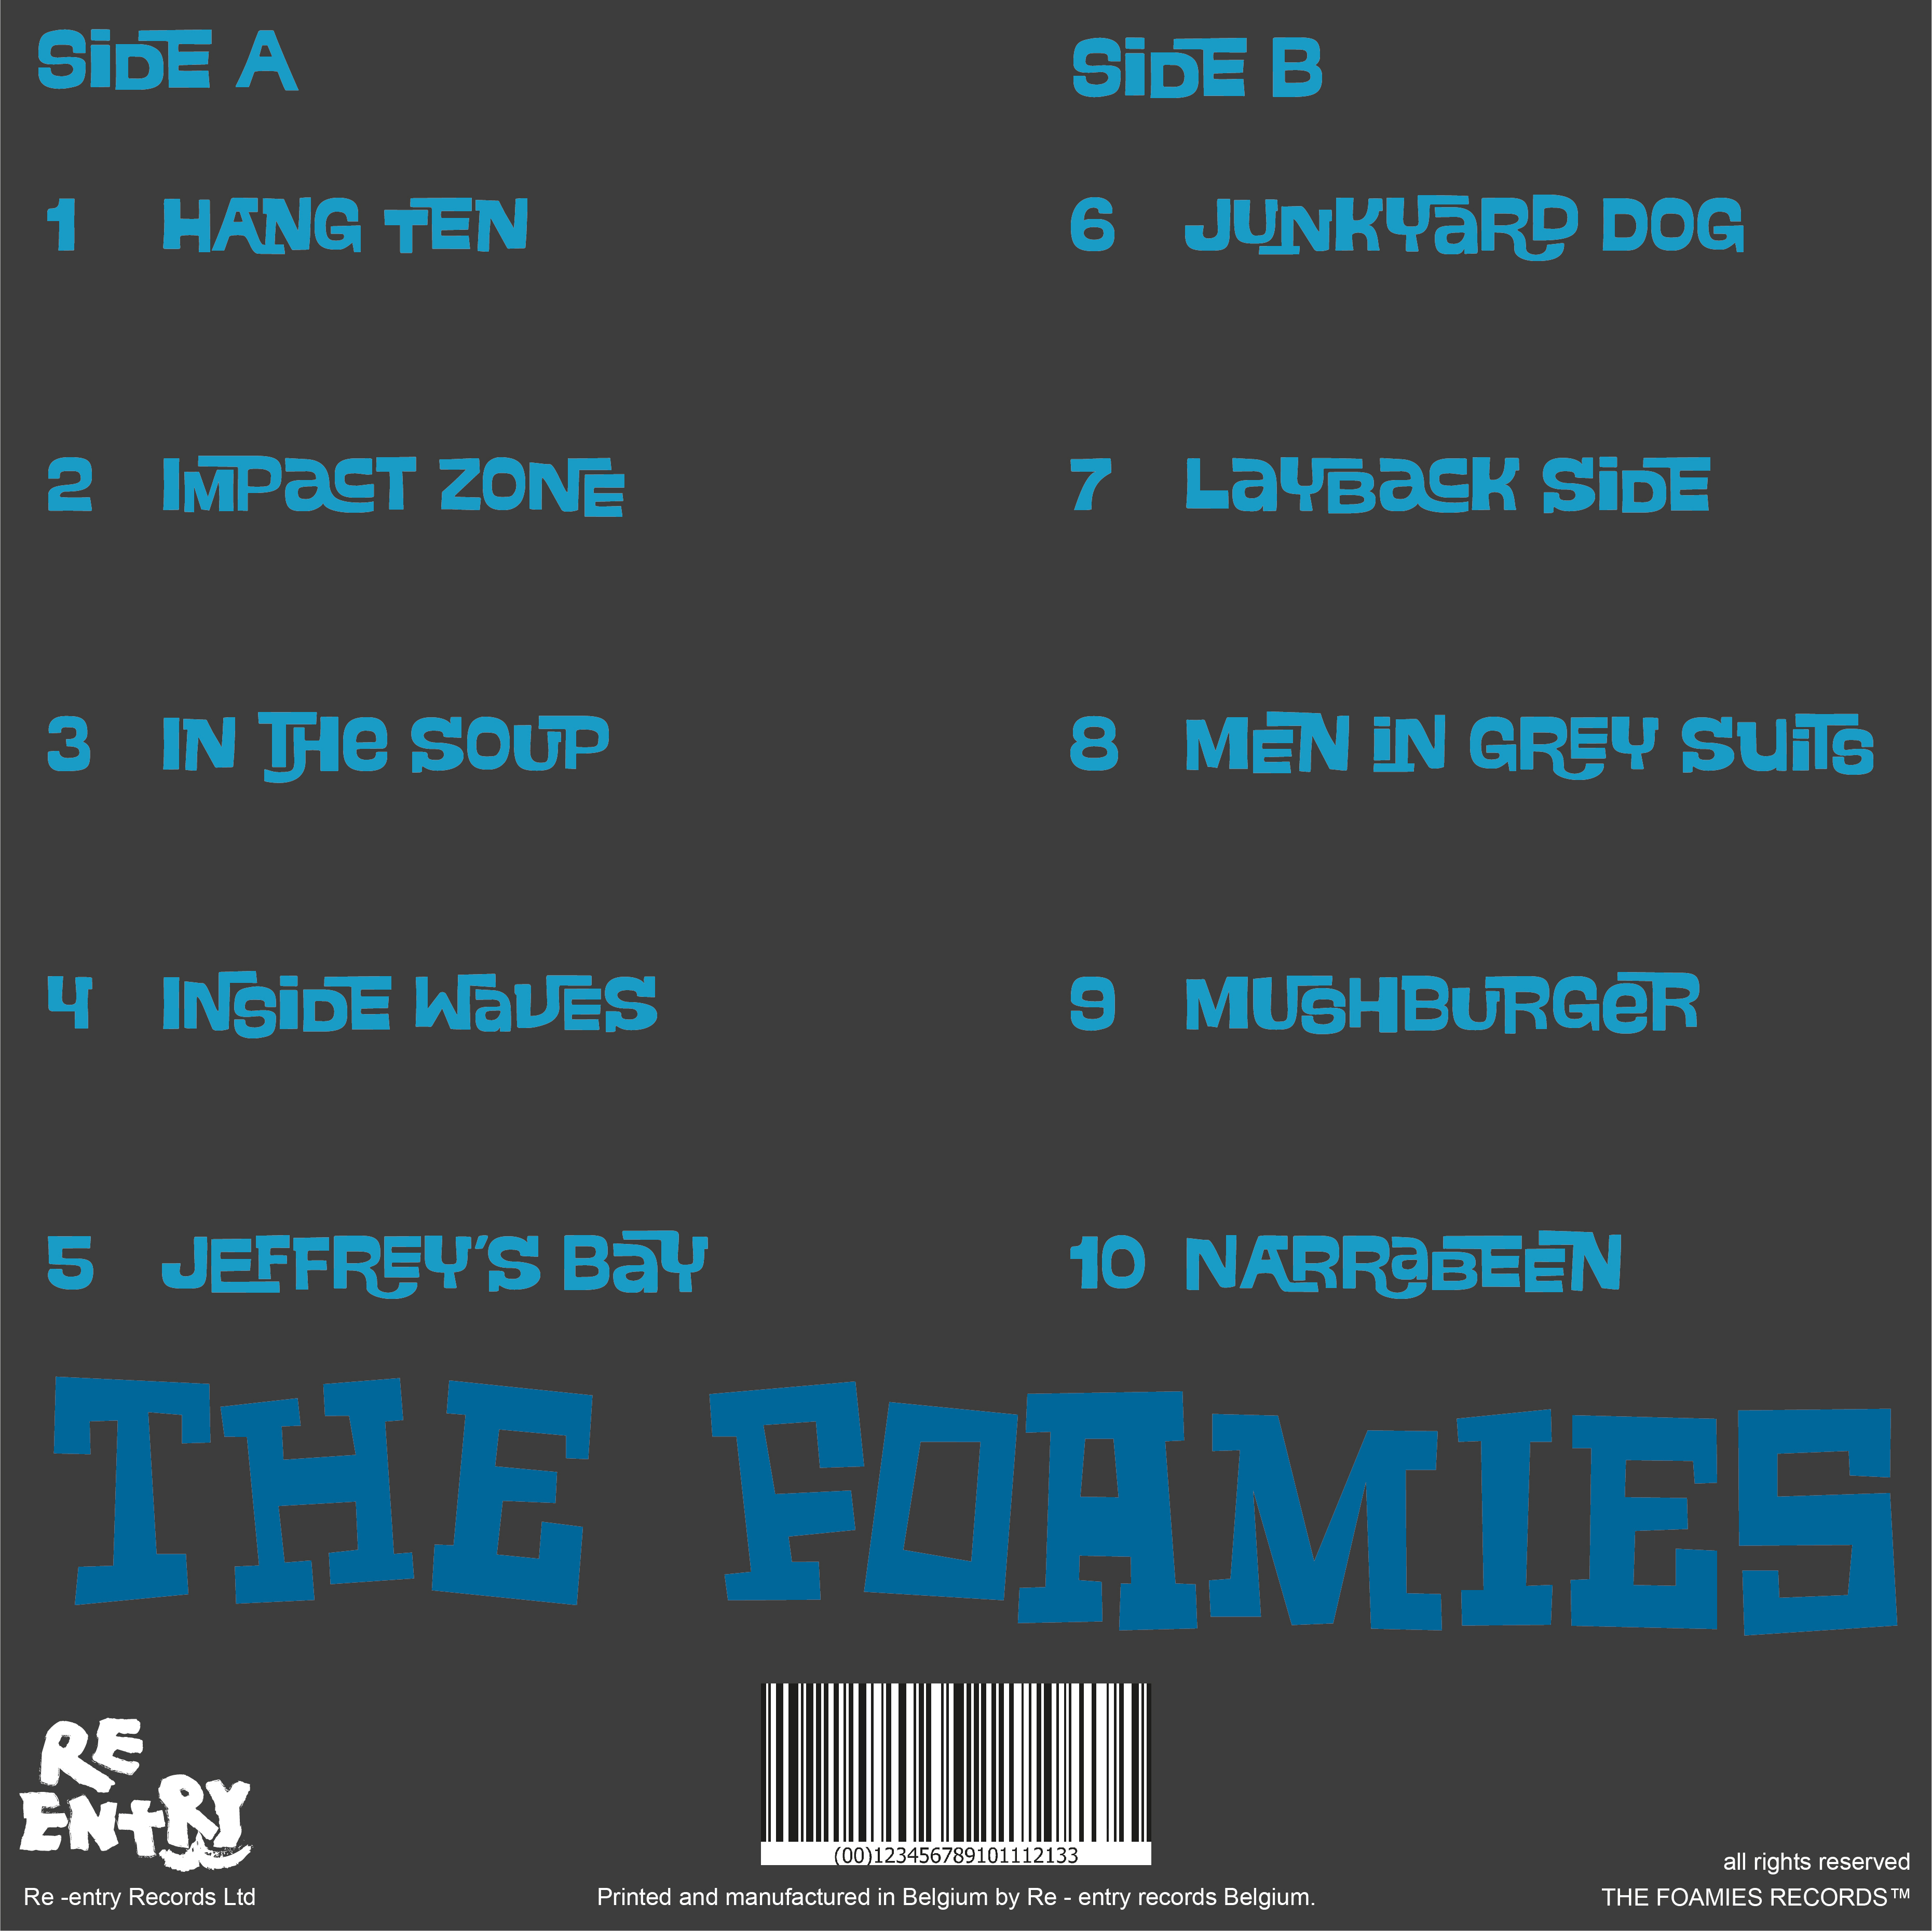 SiDE A
1 HANG TEN
2 IMPaCT ZONE
3 IN THe SOUP
4 INSiDE WaLES
5 JEFFREY'S BaY
SiDE B
6 JUNKYaRD DOG
7 LaYBaCK SiDE
8 MEN iN GREY SUiTS
9 MUSHBURGeR
10 NARRaBEEN
THE FOAMIES
RE
ENtRY
Re -entry Records Ltd
(00)123456789101112133
Printed and manufactured in Belgium by Re - entry records Belgium.
all rights reserved
THE FOAMIES RECORDS™